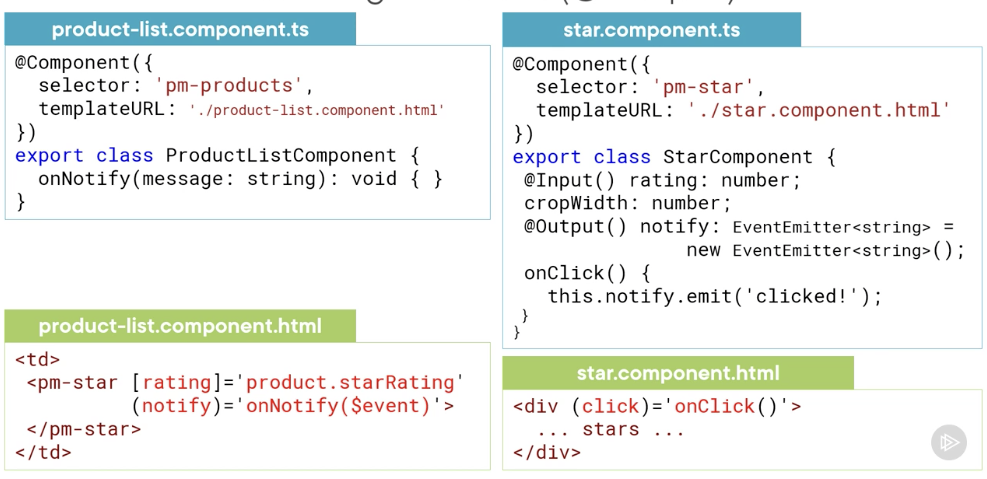 product-list.component.ts
@Component({
selector: 'pm-products',
templateURL: './product-list.component.html'
})
export class ProductListComponent {
onNotify(message: string): void { }
}
product-list.component.html
<td>
<pm-star [rating]='product.starRating'
(notify)='onNotify($event)'>
</pm-star>
</td>
star.component.ts
@Component({
selector: 'pm-star',
templateURL: './star.component.html'
})
export class StarComponent {
@Input() rating: number;
cropWidth: number;
@Output() notify: EventEmitter<string> =
new EventEmitter<string>();
onClick() {
this.notify.emit('clicked!');
}
}
star.component.html
<div (click)='onClick()'>
... stars ...
</div>